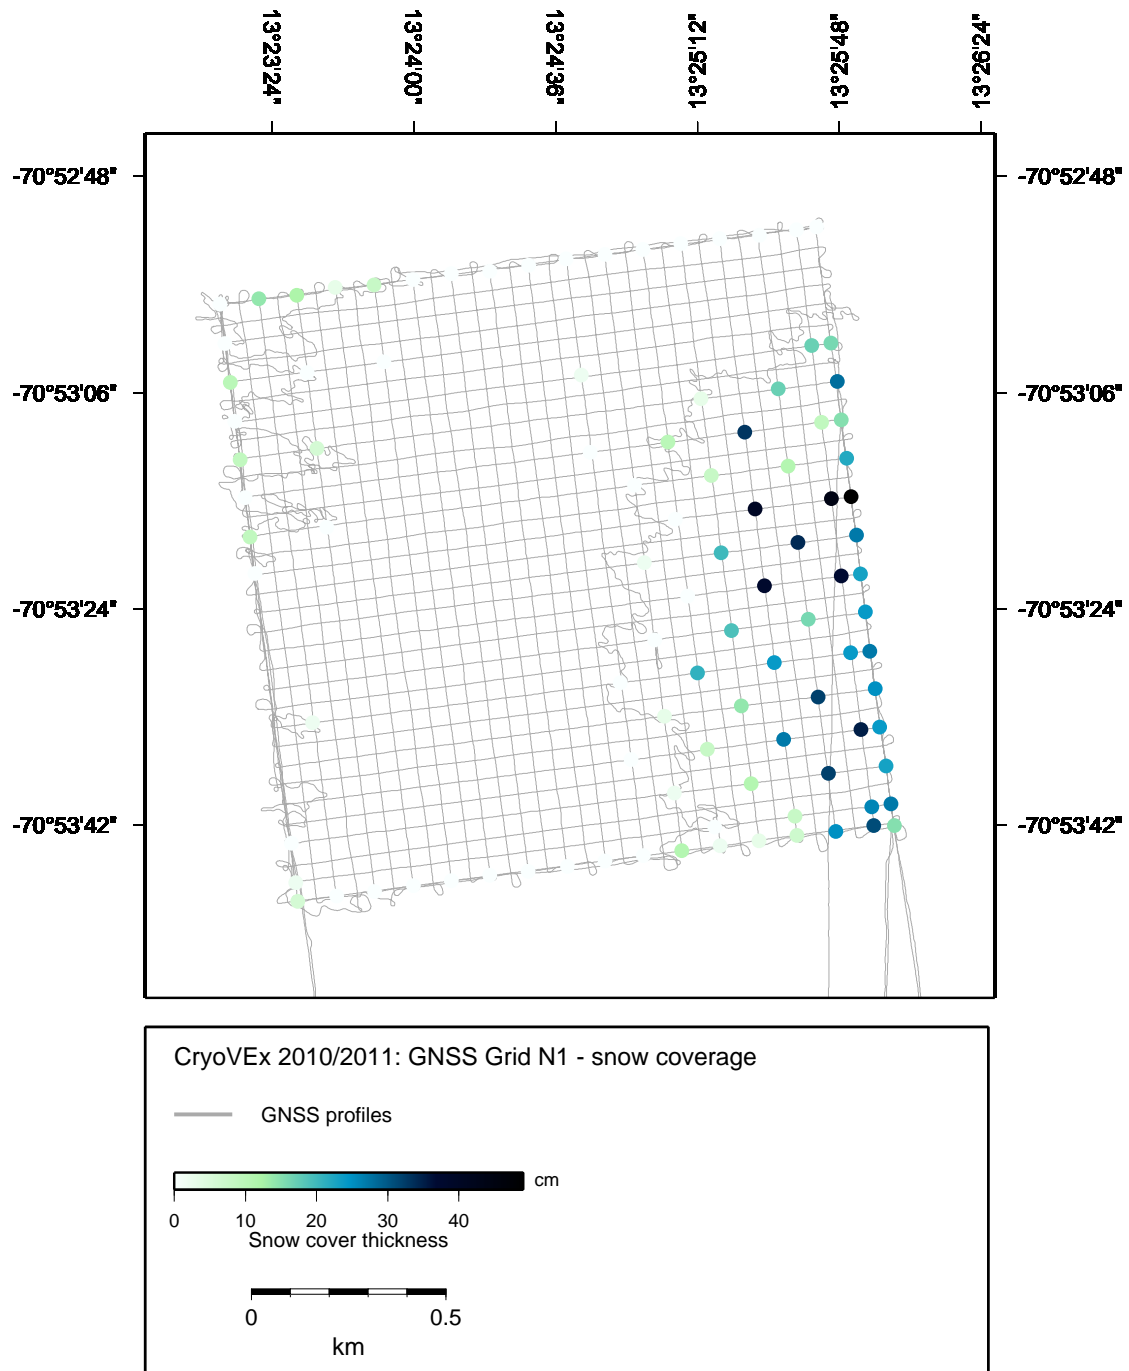 13°23'24"
13°24'00"
13°24'36"
13°25'12"
13°25'48"
13°26'24"
-70°52'48" -70°52'48"
-70°53'06" -70°53'06"
-70°53'24" -70°53'24"
-70°53'42" -70°53'42"
CryoVEx 2010/2011: GNSS Grid N1 - snow coverage
GNSS profiles
cm
0 10 20 30 40
Snow cover thickness
0 0.5
km